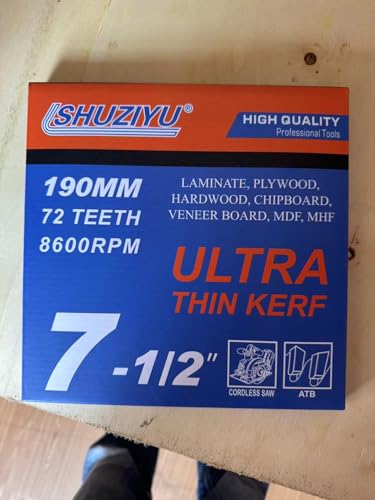 SHUZIYU®
HIGH QUALITY
Professional Tools
190MM
72 TEETH
8600RPM
LAMINATE, PLYWOOD,
HARDWOOD, CHIPBOARD,
VENEER BOARD, MDF, MHF
ULTRA
THIN KERF
7-1/2"
CORDLESS SAW
ATB